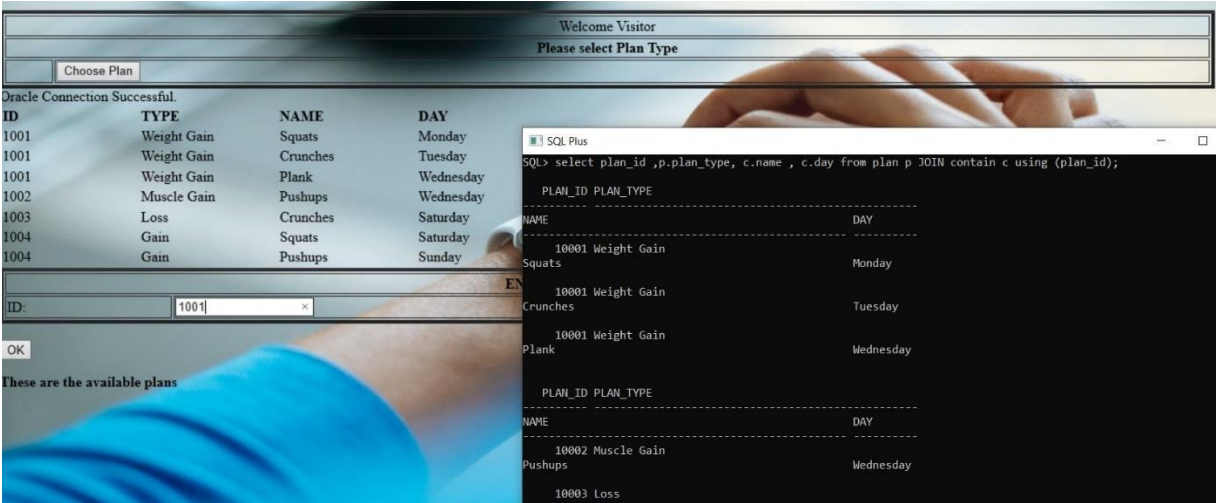 Welcome Visitor
Please select Plan Type
Choose Plan
Oracle Connection Successful.
ID TYPE NAME DAY
1001 Weight Gain Squats Monday
1001 Weight Gain Crunches Tuesday
1001 Weight Gain Plank Wednesday
1002 Muscle Gain Pushups Wednesday
1003 Loss Crunches Saturday
1004 Gain Squats Saturday
1004 Gain Pushups Sunday
EN
ID: 1001 ×
OK
These are the available plans
SQL Plus
SQL> select plan_id ,p.plan_type, c.name , c.day from plan p JOIN contain c using (plan_id);
PLAN_ID PLAN_TYPE
---------- --------------------------------------------------
NAME DAY
-------------------------------------------------- ----------
10001 Weight Gain
Squats Monday
10001 Weight Gain
Crunches Tuesday
10001 Weight Gain
Plank Wednesday
PLAN_ID PLAN_TYPE
---------- --------------------------------------------------
NAME DAY
-------------------------------------------------- ----------
10002 Muscle Gain
Pushups Wednesday
10003 Loss